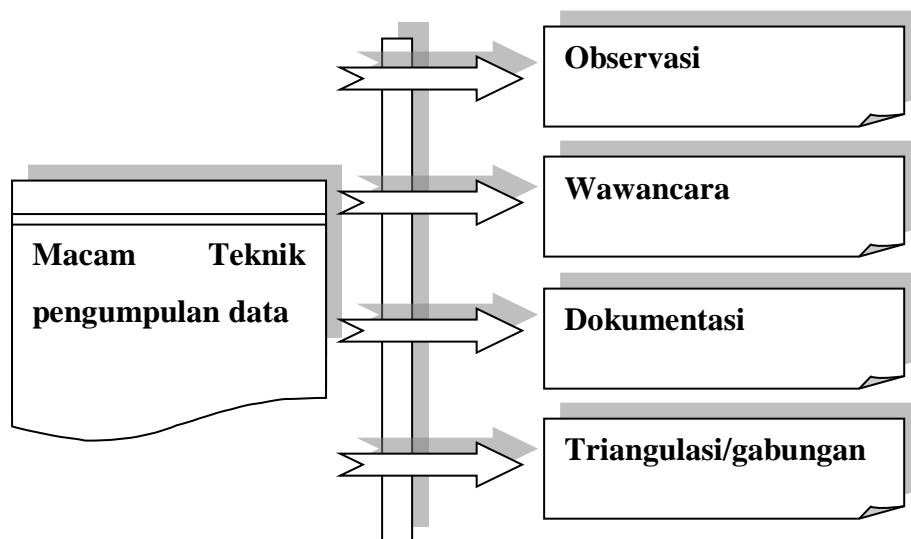 Macam Teknik
pengumpulan data
Observasi
Wawancara
Dokumentasi
Triangulasi/gabungan